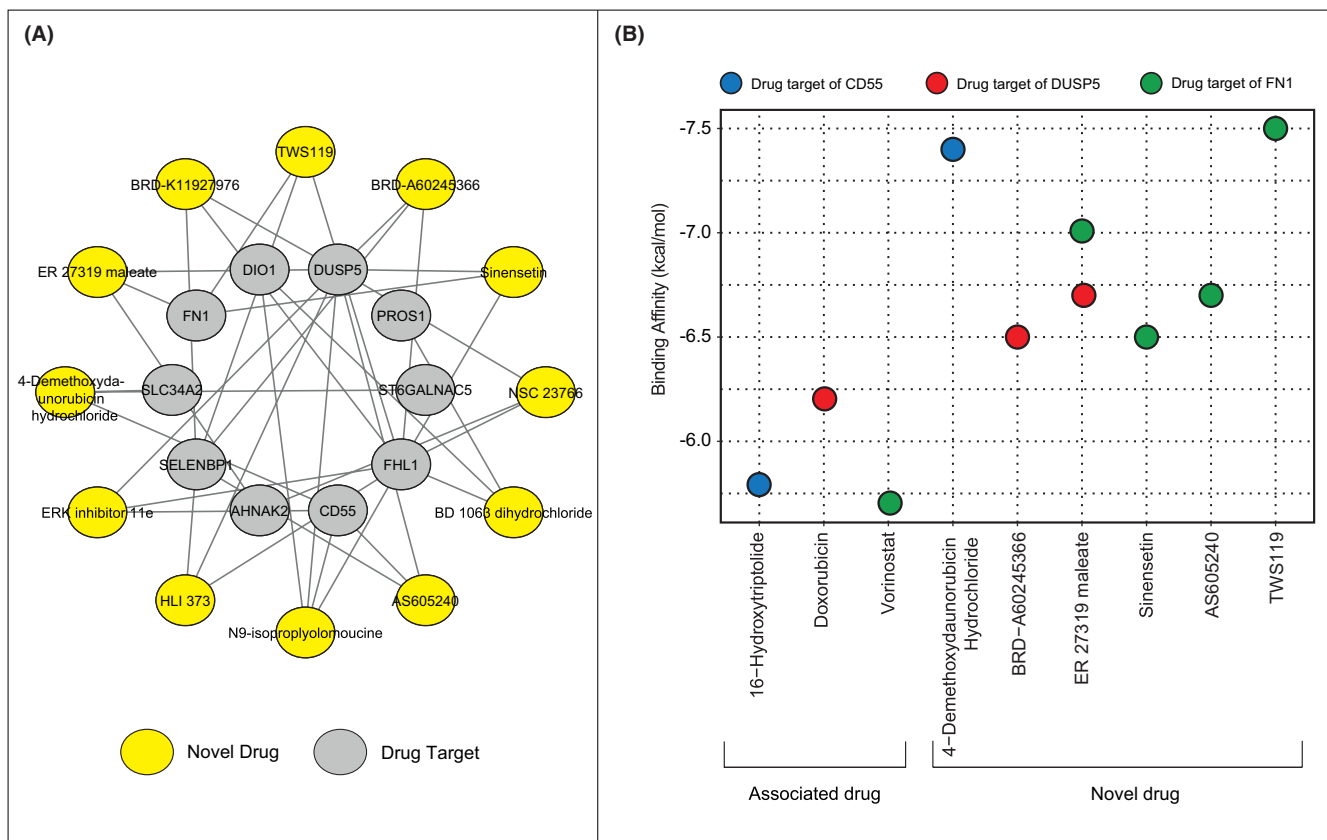 (A)
TWS119
BRD-K11927976
BRD-A60245366
ER 27319 maleate
DIO1
DUSP5
Sinensetin
FN1
PROS1
4-Demethoxyda-
unorubicin
hydrochloride
SLC34A2
ST6GALNAC5
NSC 23766
SELENBP1
FHL1
ERK inhibitor 11e
AHNAK2
CD55
BD 1063 dihydrochloride
HLI 373
AS605240
N9-isoproplyolomoucine
Novel Drug
Drug Target
(B)
Drug target of CD55
Drug target of DUSP5
Drug target of FN1
Binding Affinity (kcal/mol)
-7.5
-7.0
-6.5
-6.0
16−Hydroxytriptolide
Doxorubicin
Vorinostat
4−Demethoxydaunorubicin
Hydrochloride
BRD−A60245366
ER 27319 maleate
Sinensetin
AS605240
TWS119
Associated drug
Novel drug